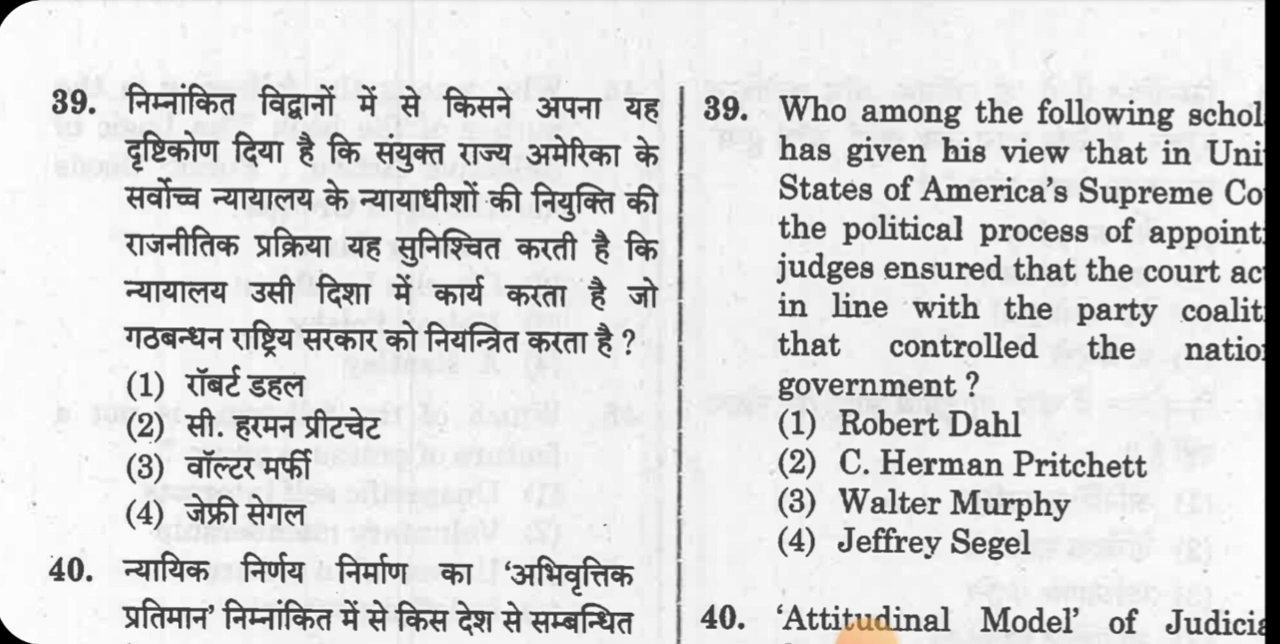 39. निम्नांकित विद्वानों में से किसने अपना यह
दृष्टिकोण दिया है कि संयुक्त राज्य अमेरिका के
सर्वोच्च न्यायालय के न्यायाधीशों की नियुक्ति की
राजनीतिक प्रक्रिया यह सुनिश्चित करती है कि
न्यायालय उसी दिशा में कार्य करता है जो
गठबन्धन राष्ट्रिय सरकार को नियन्त्रित करता है ?
(1) रॉबर्ट डहल
(2) सी. हरमन प्रीटचेट
(3) वॉल्टर मर्फी
(4) जेफ्री सेगल
40. न्यायिक निर्णय निर्माण का ‘अभिवृत्तिक
प्रतिमान’ निम्नांकित में से किस देश से सम्बन्धित
39. Who among the following schol
has given his view that in Uni
States of America’s Supreme Co
the political process of appoint
judges ensured that the court ac
in line with the party coalit
that controlled the natio
government ?
(1) Robert Dahl
(2) C. Herman Pritchett
(3) Walter Murphy
(4) Jeffrey Segel
40. ‘Attitudinal Model’ of Judicia